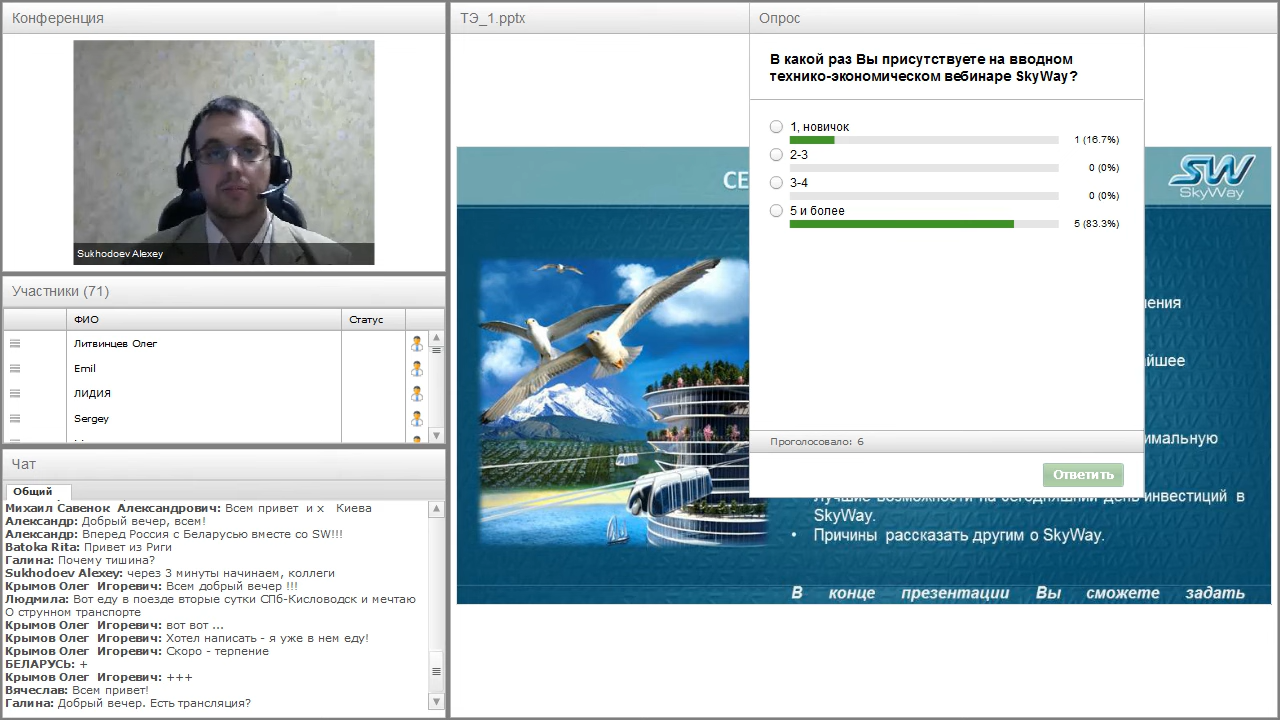 Конференция
Sukhodoev Alexey
Участники (71)
ФИО
Статус
Литвинцев Олег
Emil
ЛИДИЯ
Sergey
Чат
Общий
Михаил Савенок Александрович: Всем привет и х Киева
Александр: Добрый вечер, всем!
Александр: Вперед Россия с Беларусью вместе со SW!!!
Batoka Rita: Привет из Риги
Галина: Почему тишина?
Sukhodoev Alexey: через 3 минуты начинаем, коллеги
Крымов Олег Игоревич: Всем добрый вечер !!!
Людмила: Вот еду в поезде вторые сутки СПб-Кисловодск и мечтаю
О струнном транспорте
Крымов Олег Игоревич: вот вот ...
Крымов Олег Игоревич: Хотел написать - я уже в нем еду!
Крымов Олег Игоревич: Скоро - терпение
БЕЛАРУСЬ: +
Крымов Олег Игоревич: +++
Вячеслав: Всем привет!
Галина: Добрый вечер. Есть трансляция?
ТЭ_1.pptx
Опрос
В какой раз Вы присутствуете на вводном
технико-экономическом вебинаре SkyWay?
1, новичок
1 (16.7%)
2-3
0 (0%)
3-4
0 (0%)
5 и более
5 (83.3%)
Проголосовало: 6
Ответить
СЕ
SW
SkyWay
Лучшие возможности на сегодняшний день инвестиций в
SkyWay.
• Причины рассказать другим о SkyWay.
В конце презентации Вы сможете задать